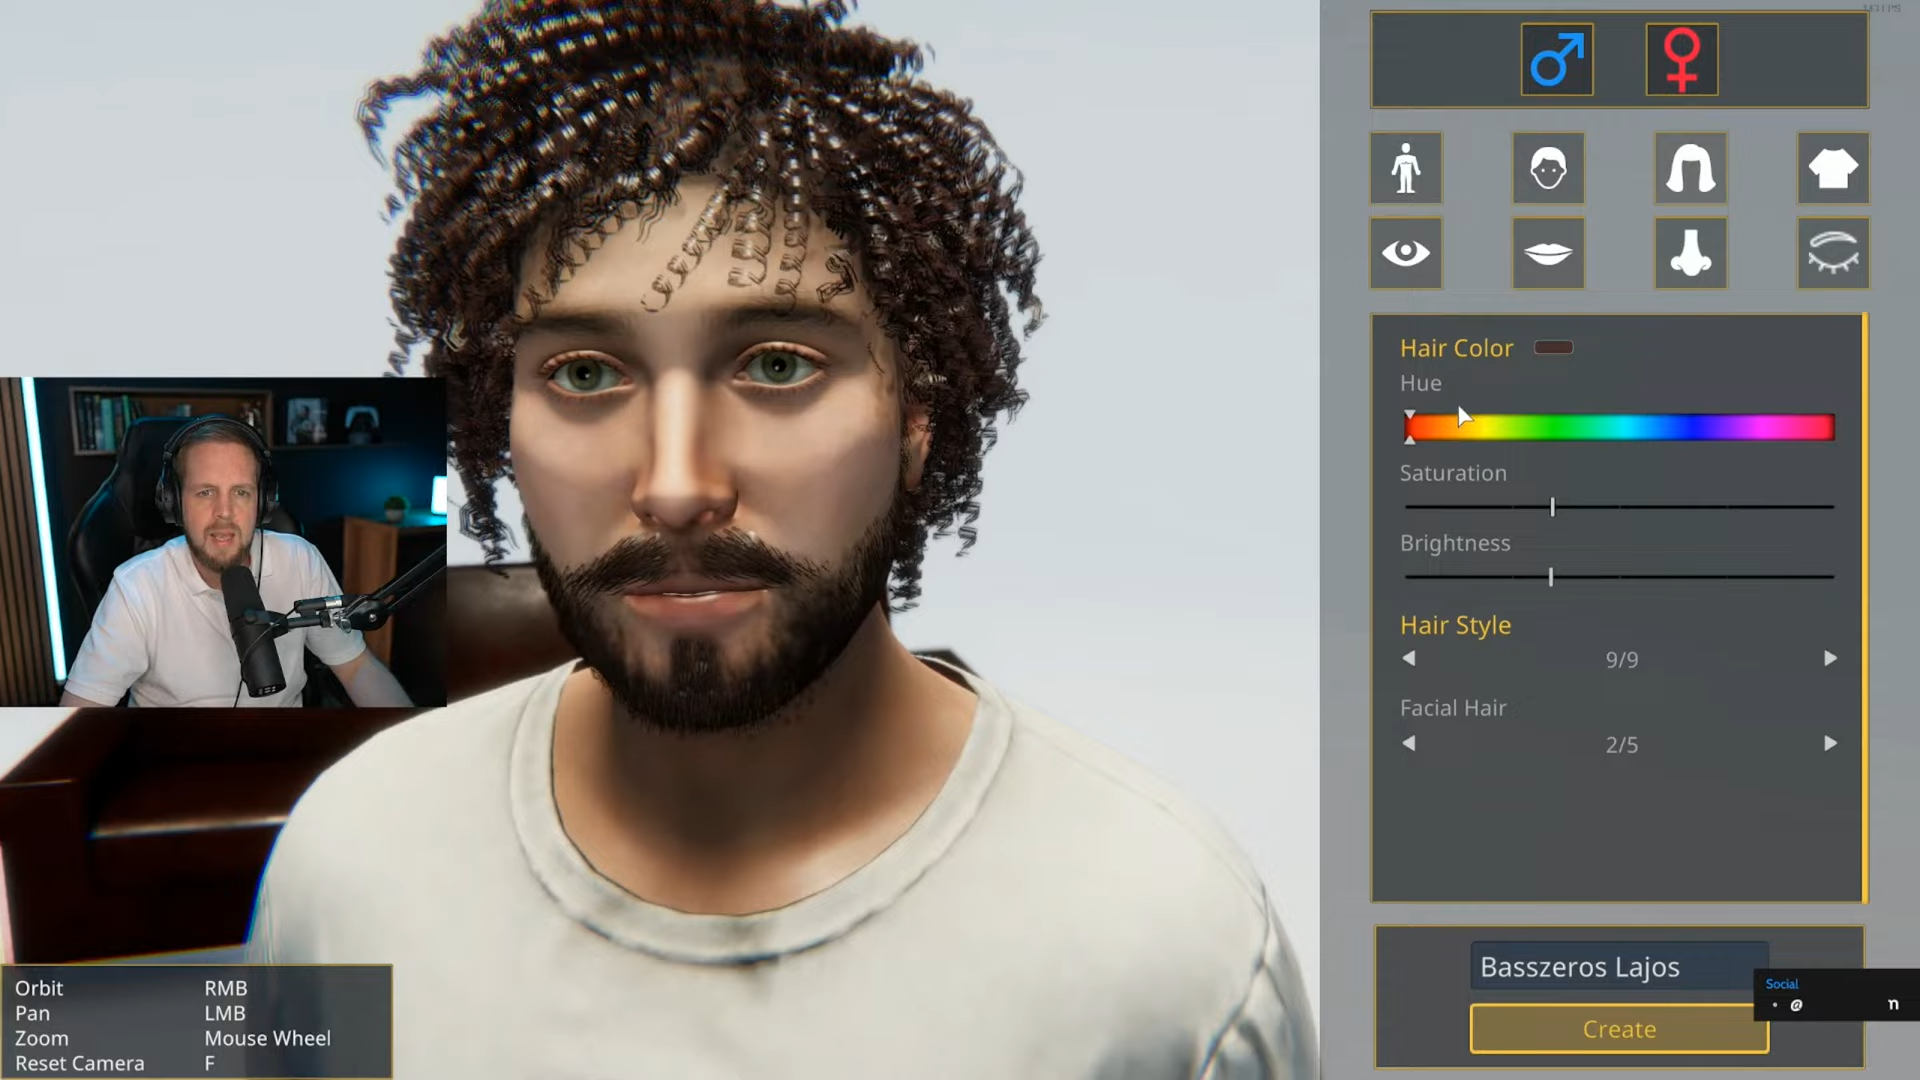 Hair Color
Hue
Saturation
Brightness
Hair Style
9/9
Facial Hair
2/5
Basszeros Lajos
Create
Social
@
n
Orbit RMB
Pan LMB
Zoom Mouse Wheel
Reset Camera F